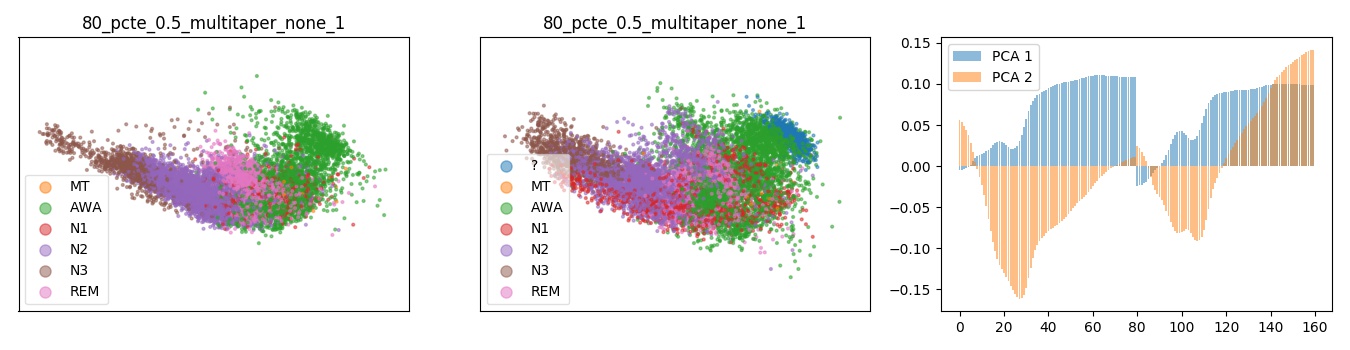 80_pcte_0.5_multitaper_none_1
MT
AWA
N1
N2
N3
REM
80_pcte_0.5_multitaper_none_1
?
MT
AWA
N1
N2
N3
REM
PCA 1
PCA 2
0.15
0.10
0.05
0.00
−0.05
−0.10
−0.15
0 20 40 60 80 100 120 140 160